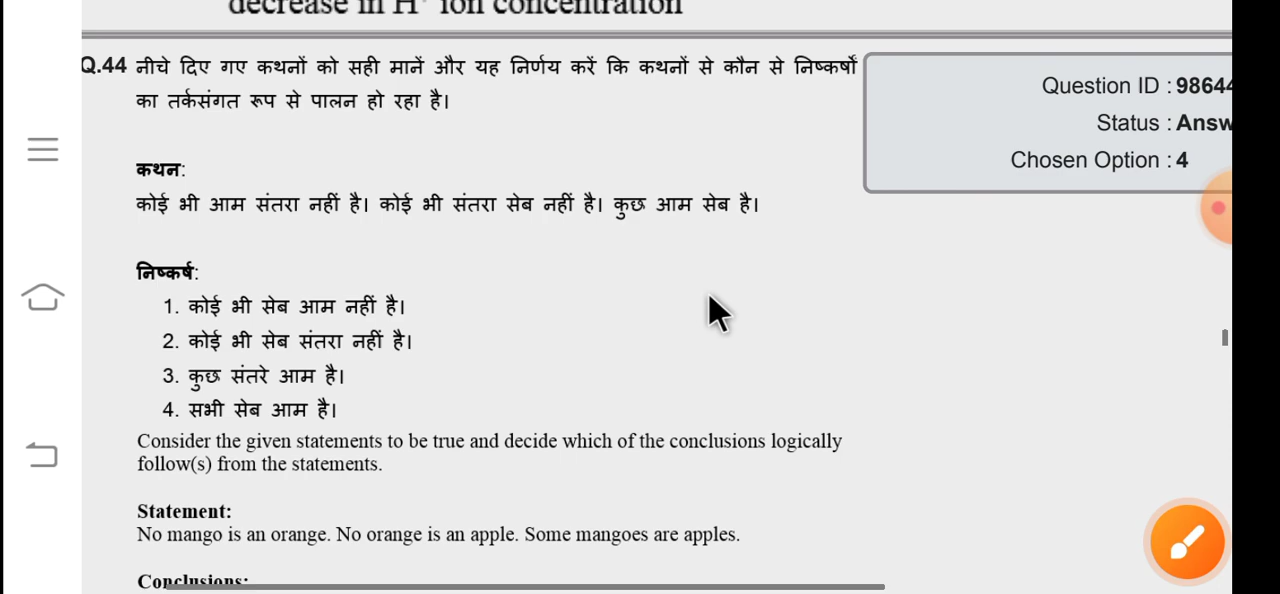 decrease in H⁺ ion concentration
Q.44 नीचे दिए गए कथनों को सही मानें और यह निर्णय करें कि कथनों से कौन से निष्कर्षों
का तर्कसंगत रूप से पालन हो रहा है।
Question ID : 98644
Status : Answ
Chosen Option : 4
कथन:
कोई भी आम संतरा नहीं है। कोई भी संतरा सेब नहीं है। कुछ आम सेब है।
निष्कर्ष:
1. कोई भी सेब आम नहीं है।
2. कोई भी सेब संतरा नहीं है।
3. कुछ संतरे आम है।
4. सभी सेब आम है।
Consider the given statements to be true and decide which of the conclusions logically
follow(s) from the statements.
Statement:
No mango is an orange. No orange is an apple. Some mangoes are apples.
Conclusions: